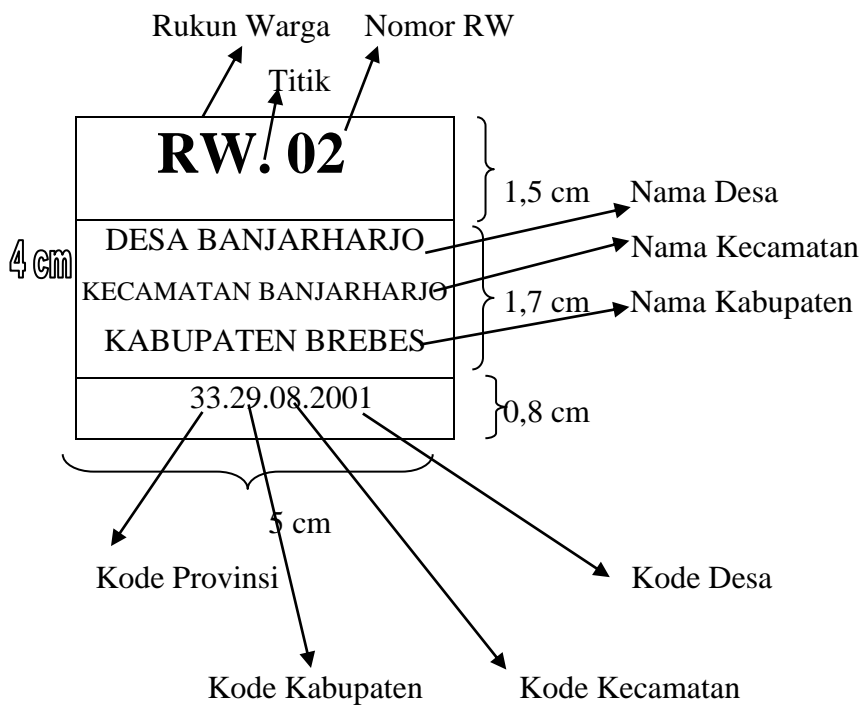 Rukun Warga Nomor RW
Titik
RW. 02
1,5 cm Nama Desa
DESA BANJARHARJO
Nama Kecamatan
4 cm
KECAMATAN BANJARHARJO
1,7 cm Nama Kabupaten
KABUPATEN BREBES
33.29.08.2001
0,8 cm
5 cm
Kode Provinsi Kode Desa
Kode Kabupaten Kode Kecamatan